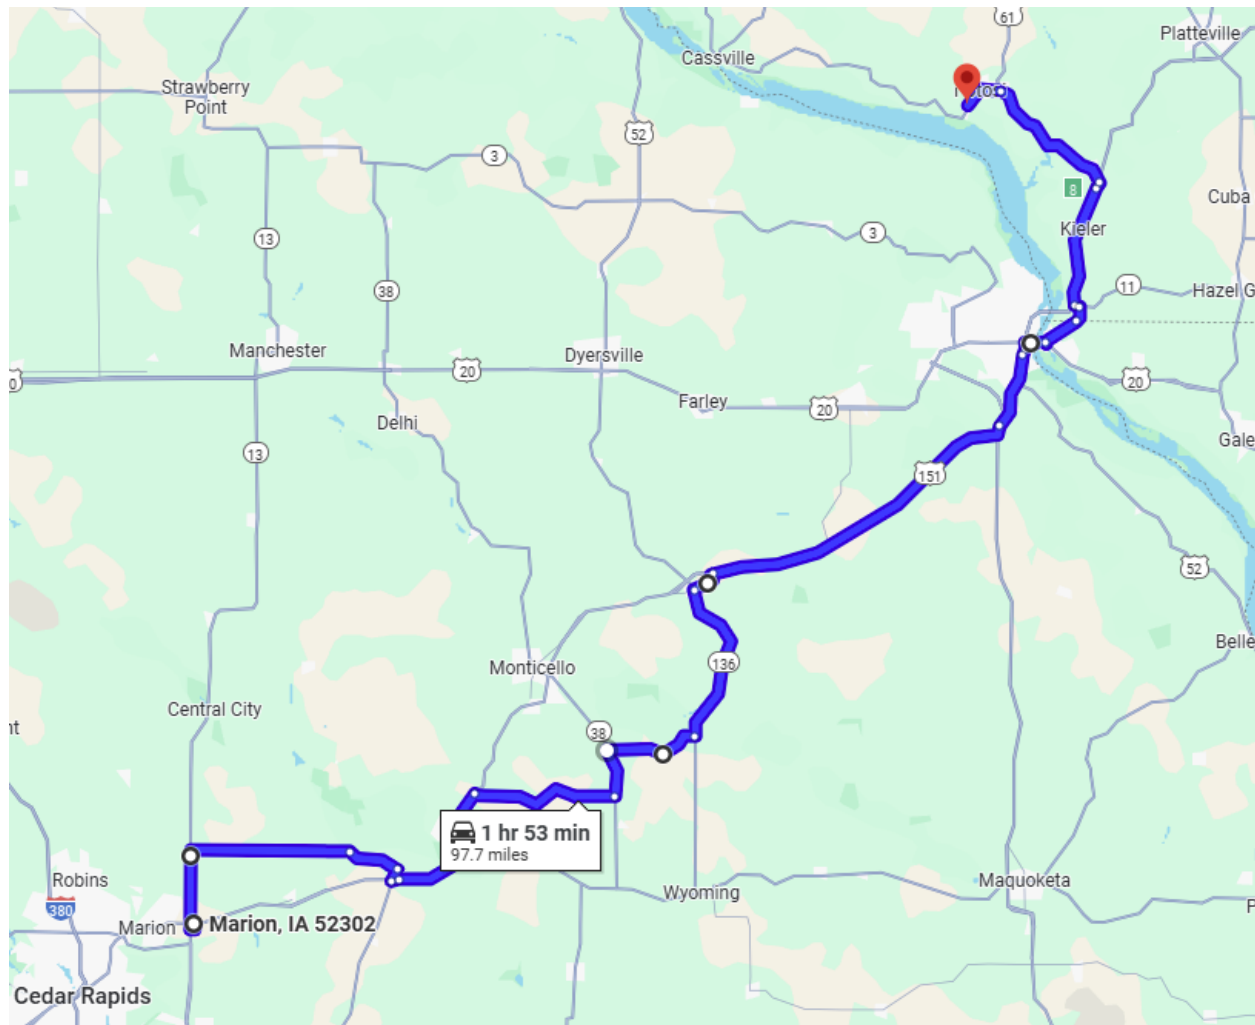 61
Platteville
Cassville
Strawberry
Point
52
3
8
Cuba
13
3
Kieler
38
11
Hazel G
Manchester
Dyersville
20
20
0
Farley
20
Delhi
Gale
13
151
52
Belle
136
Monticello
Central City
38
1 hr 53 min
97.7 miles
Robins
Wyoming
Maquoketa
380
Marion
Marion, IA 52302
Cedar Rapids